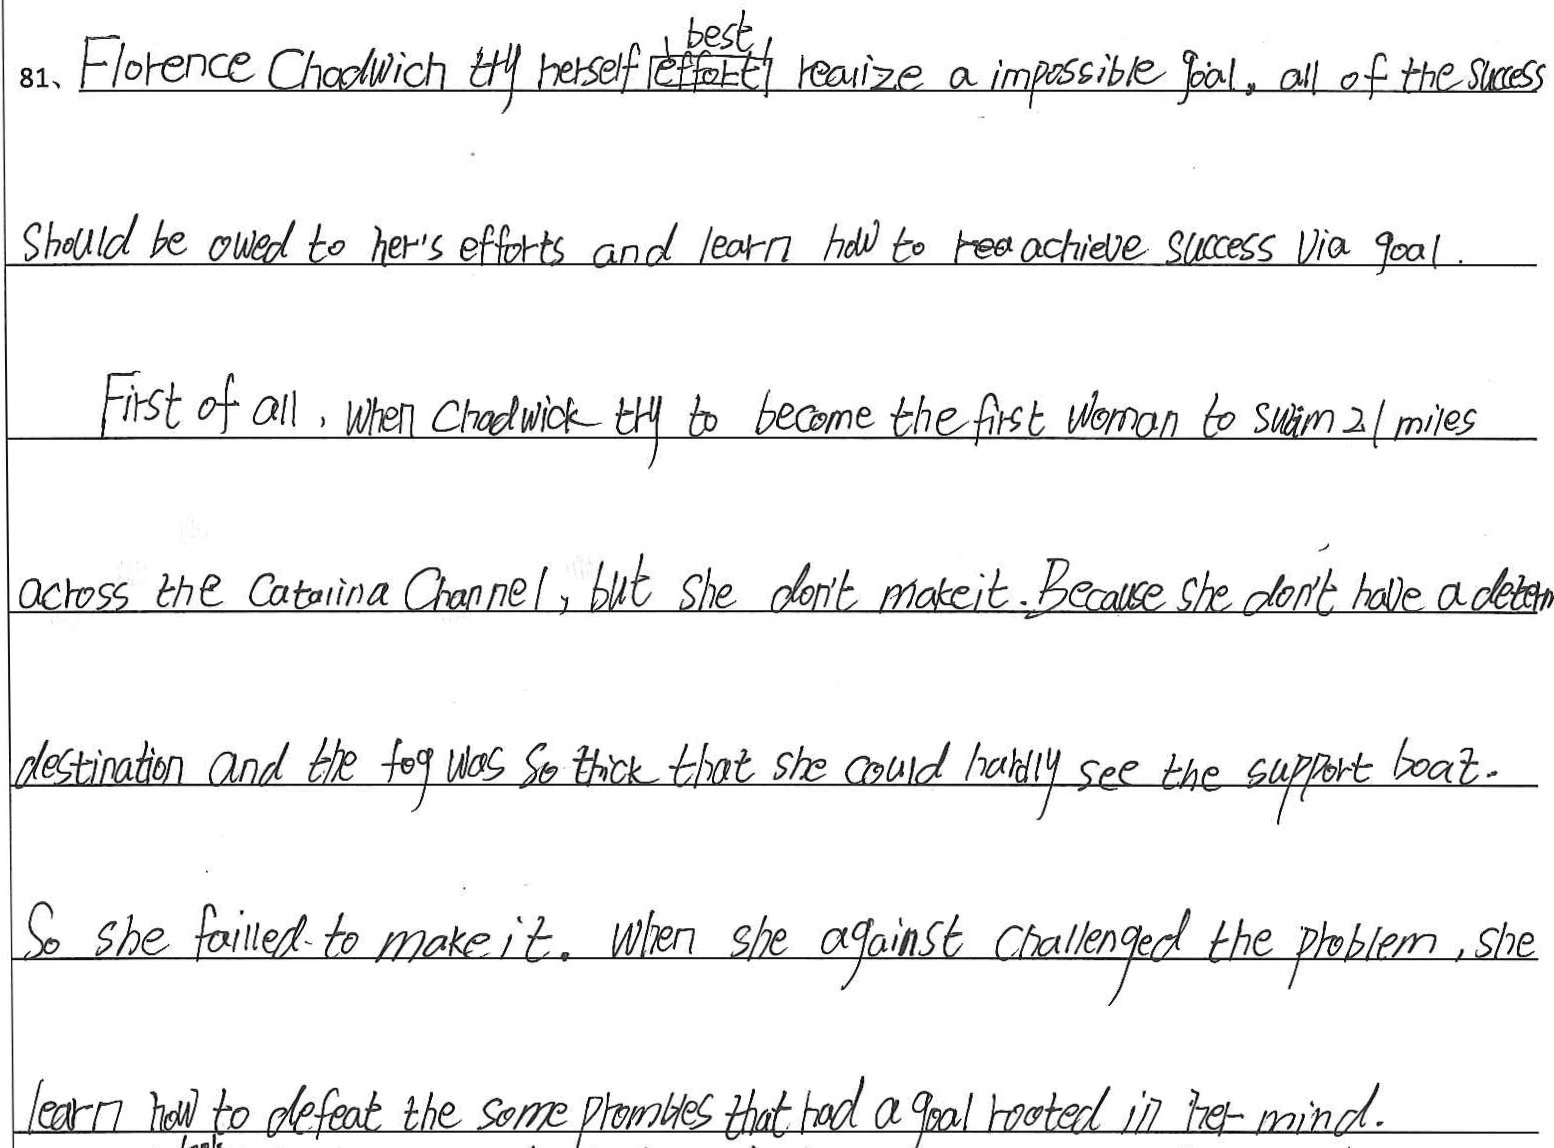 best
81、Florence Chadwich try herself effort realize a impossible goal, all of the success
should be owed to her's efforts and learn how to rea achieve success via goal.
First of all, when Chadwick try to become the first woman to swim 21 miles
across the Catalina Channel, but she don't make it. Because she don't have a determ
destination and the fog was so thick that she could hardly see the support boat.
So she failled to make it. When she against challenged the problem, she
learn how to defeat the some prombles that had a goal rooted in her mind.